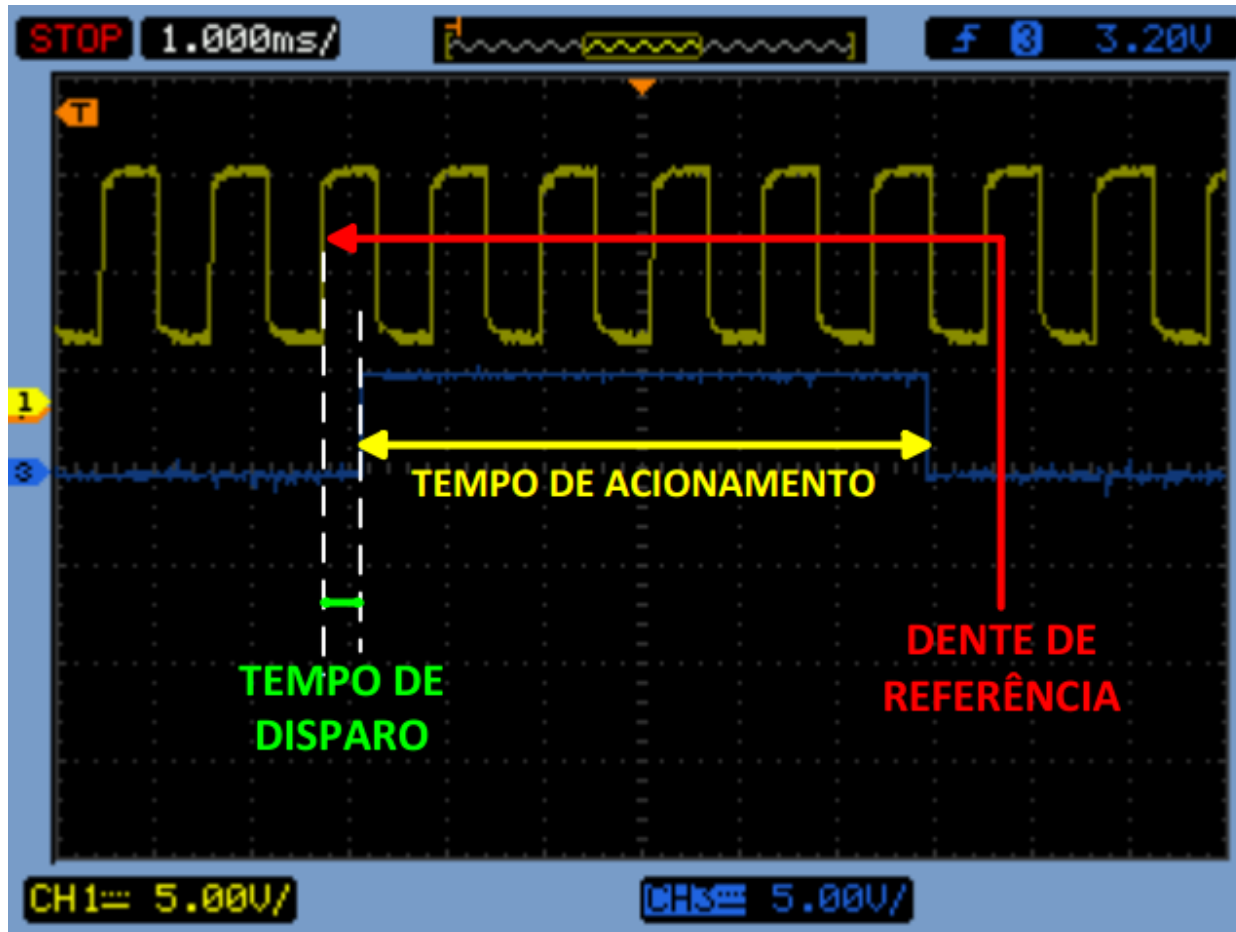 STOP 1.000ms/ 3 3.20V
T
1
3
TEMPO DE ACIONAMENTO
DENTE DE
REFERÊNCIA
TEMPO DE
DISPARO
CH1 5.00V/ CH3 5.00V/